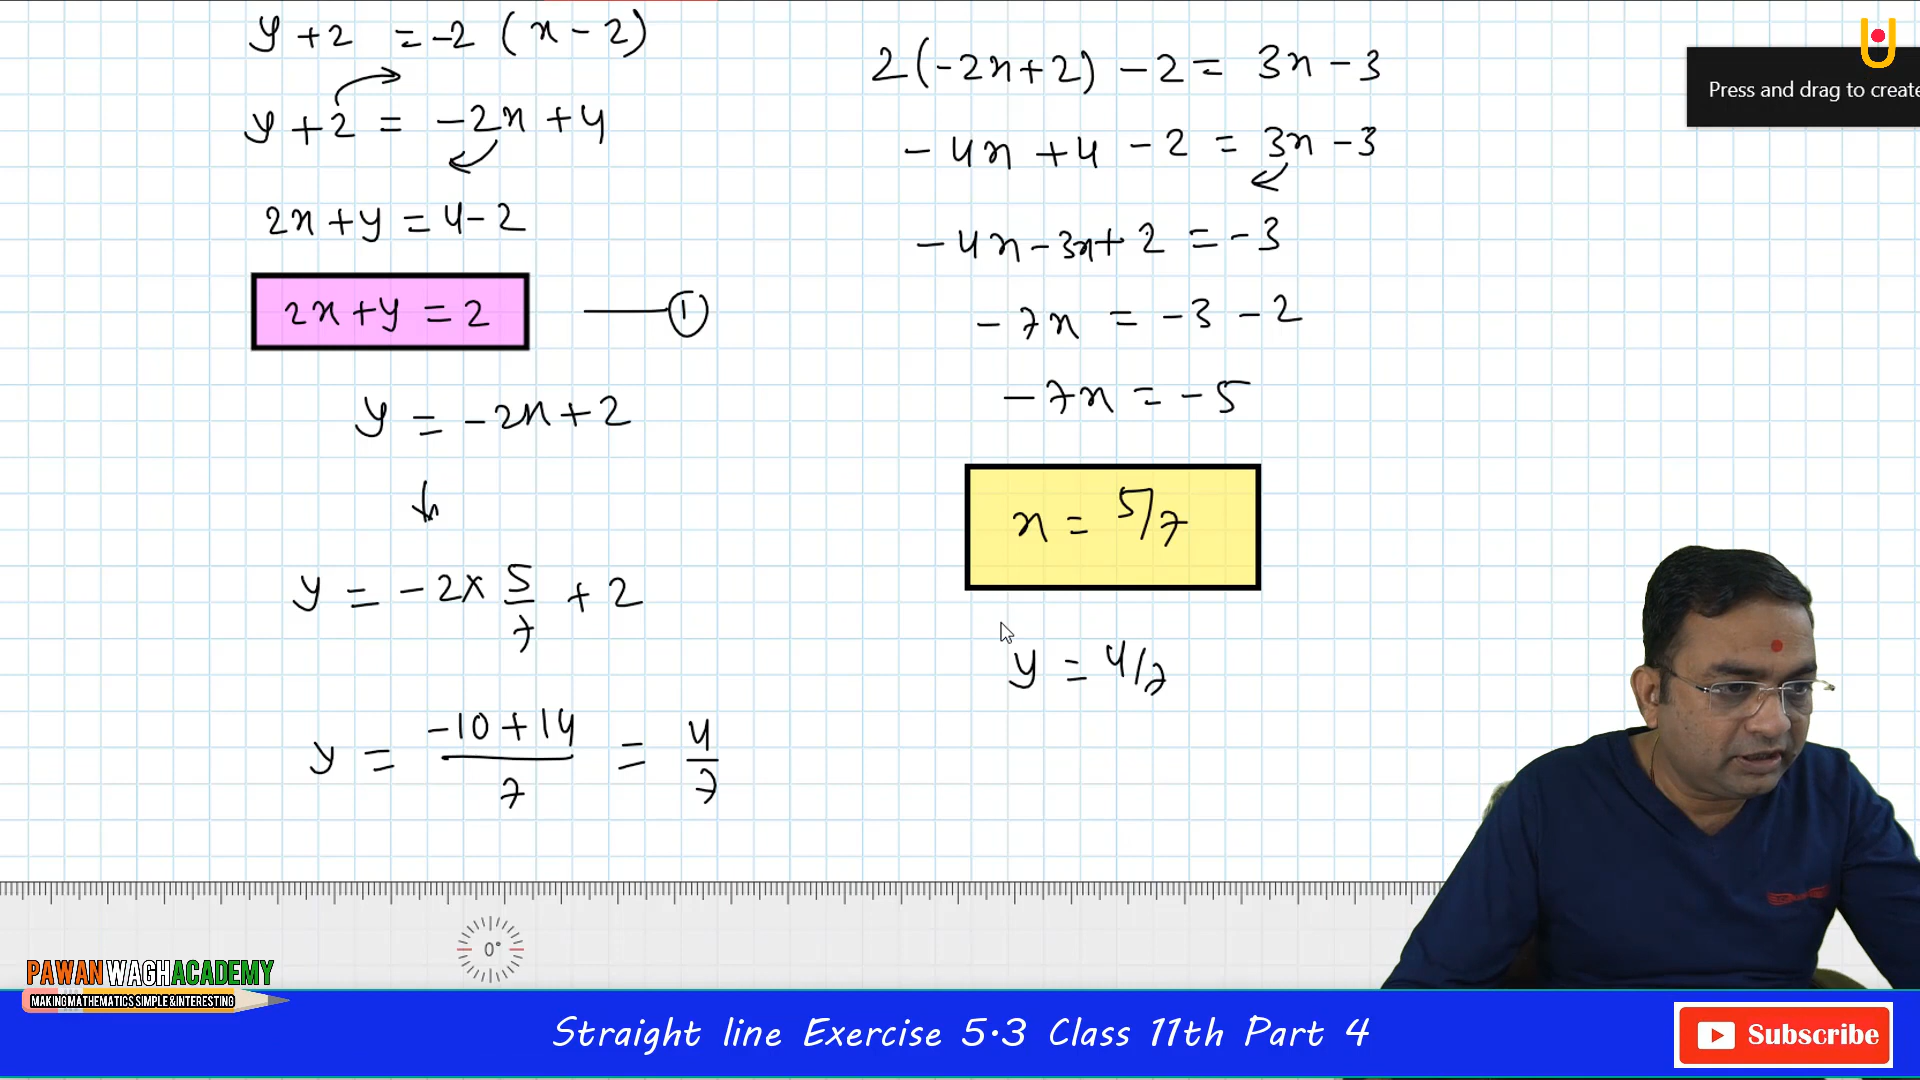 y + 2 = -2 ( x - 2 )
y + 2 = -2x + 4
2x + y = 4 - 2
2x + y = 2 —— ①
y = -2x + 2
y = -2 x 5/7 + 2
y = (-10 + 14)/7 = 4/7
2(-2x+2) - 2 = 3x - 3
-4x + 4 - 2 = 3x - 3
-4x - 3x + 2 = -3
-7x = -3 - 2
-7x = -5
x = 5/7
y = 4/7
Press and drag to create
0°
PAWAN WAGH ACADEMY
MAKING MATHEMATICS SIMPLE & INTERESTING
Straight line Exercise 5.3 Class 11th Part 4
Subscribe